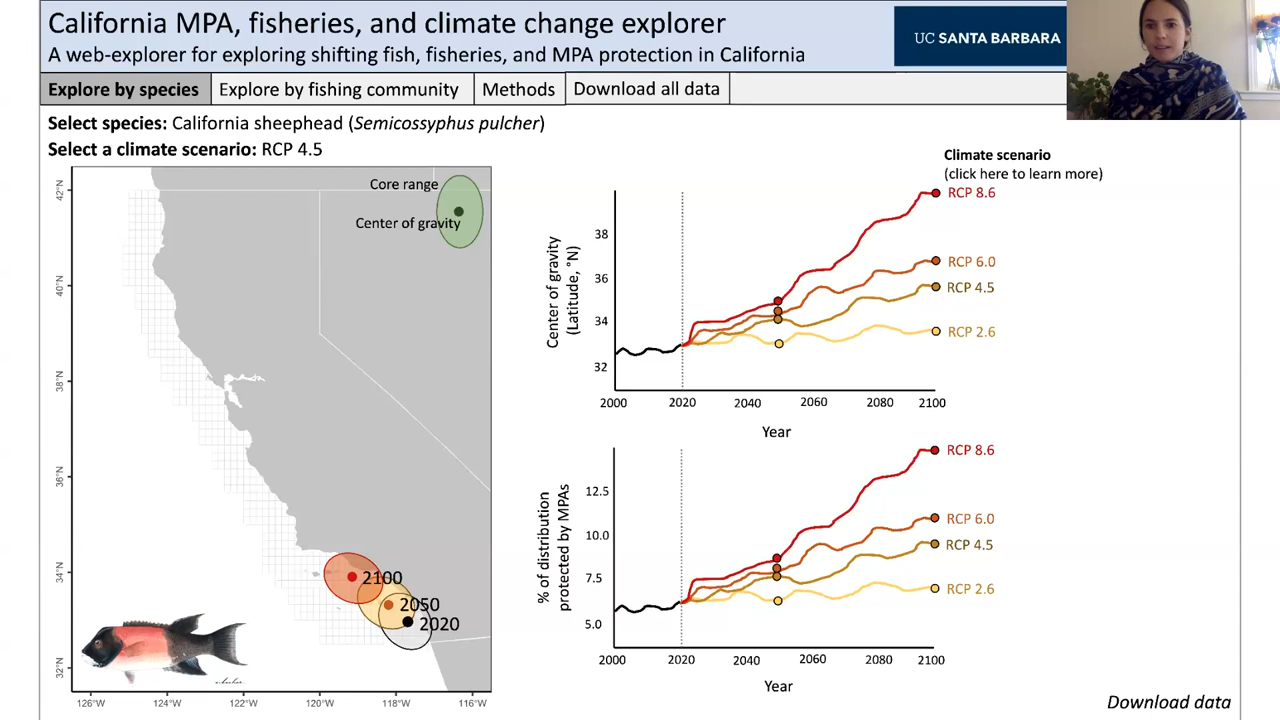 California MPA, fisheries, and climate change explorer
A web-explorer for exploring shifting fish, fisheries, and MPA protection in California
UC SANTA BARBARA
Explore by species
Explore by fishing community
Methods
Download all data
Select species: California sheephead (Semicossyphus pulcher)
Select a climate scenario: RCP 4.5
Core range
Center of gravity
42°N
40°N
38°N
36°N
34°N
32°N
2100
2050
2020
126°W
124°W
122°W
120°W
118°W
116°W
Climate scenario
(click here to learn more)
Center of gravity
(Latitude, °N)
38
36
34
32
RCP 8.6
RCP 6.0
RCP 4.5
RCP 2.6
2000
2020
2040
2060
2080
2100
Year
% of distribution
protected by MPAs
12.5
10.0
7.5
5.0
RCP 8.6
RCP 6.0
RCP 4.5
RCP 2.6
2000
2020
2040
2060
2080
2100
Year
Download data